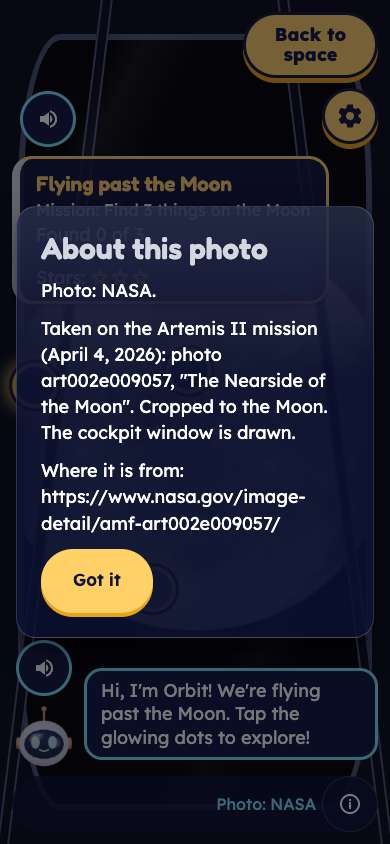 Back to
space
Flying past the Moon
Mission: Find 3 things on the Moon
Found 0 of 3
Stars: ☆☆☆
About this photo
Photo: NASA.
Taken on the Artemis II mission
(April 4, 2026): photo
art002e009057, "The Nearside of
the Moon". Cropped to the Moon.
The cockpit window is drawn.
Where it is from:
https://www.nasa.gov/image-
detail/amf-art002e009057/
Got it
Hi, I'm Orbit! We're flying
past the Moon. Tap the
glowing dots to explore!
Photo: NASA